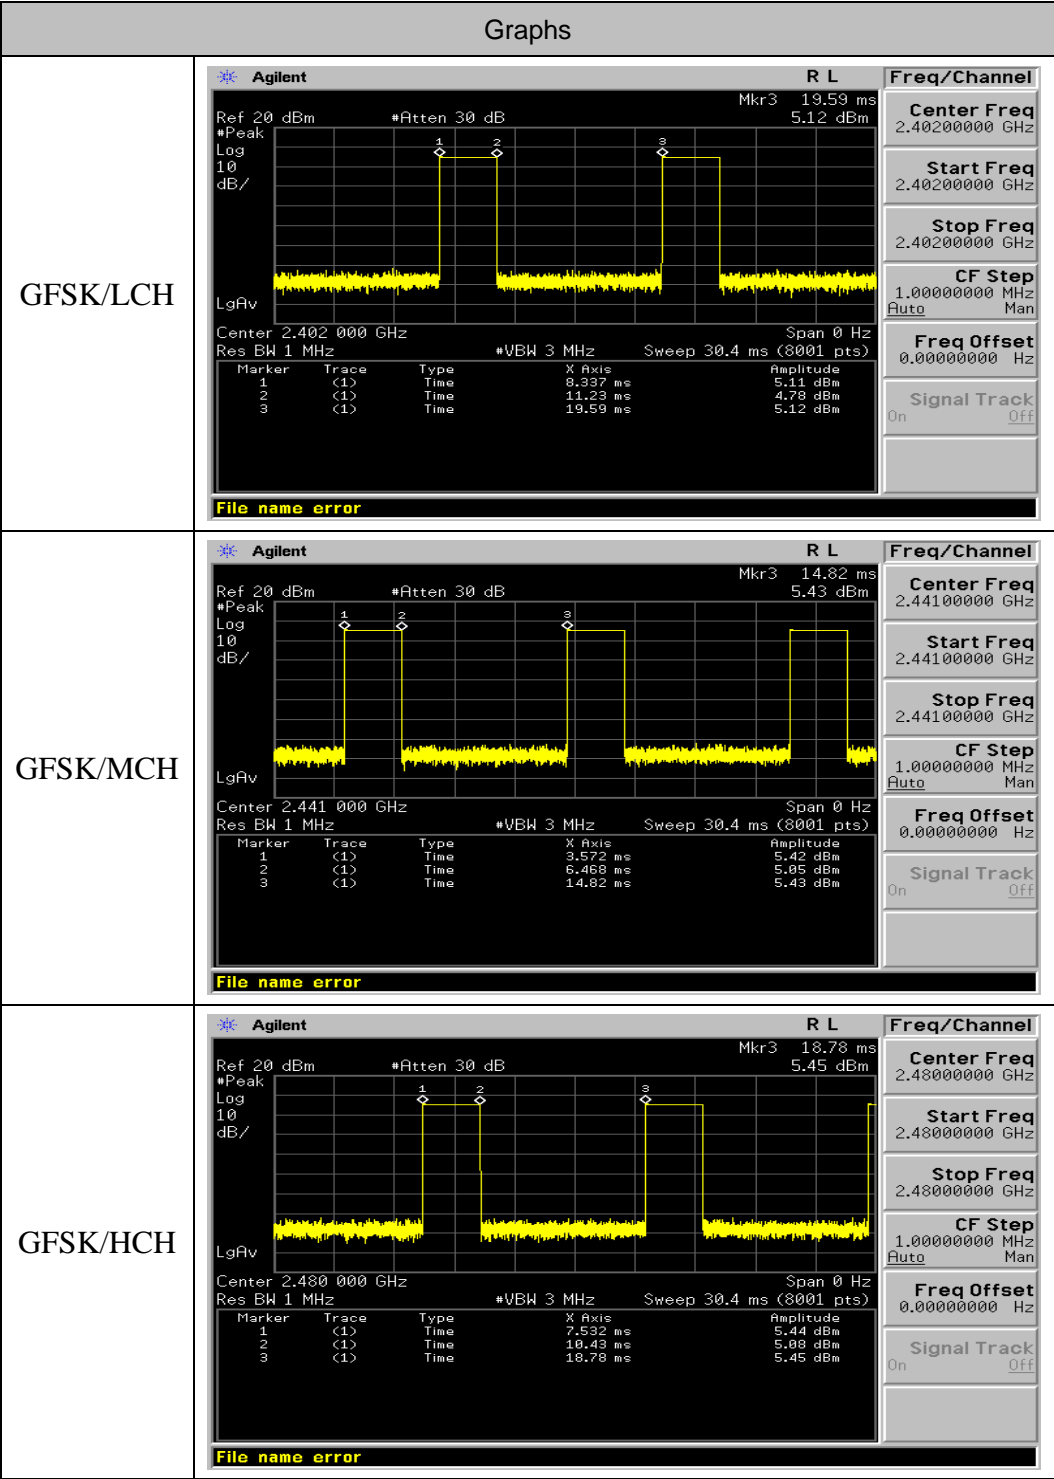 Graphs
GFSK/LCH
Agilent R L Freq/Channel
Mkr3 19.59 ms
Ref 20 dBm #Atten 30 dB 5.12 dBm
#Peak
Log
10
dB/
1 2 3
LgAv
Center 2.402 000 GHz Span 0 Hz
Res BW 1 MHz #VBW 3 MHz Sweep 30.4 ms (8001 pts)
Marker Trace Type X Axis Amplitude
1 (1) Time 8.337 ms 5.11 dBm
2 (1) Time 11.23 ms 4.78 dBm
3 (1) Time 19.59 ms 5.12 dBm
File name error
Center Freq
2.40200000 GHz
Start Freq
2.40200000 GHz
Stop Freq
2.40200000 GHz
CF Step
1.00000000 MHz
Auto Man
Freq Offset
0.00000000 Hz
Signal Track
On Off
GFSK/MCH
Agilent R L Freq/Channel
Mkr3 14.82 ms
Ref 20 dBm #Atten 30 dB 5.43 dBm
#Peak
Log
10
dB/
1 2 3
LgAv
Center 2.441 000 GHz Span 0 Hz
Res BW 1 MHz #VBW 3 MHz Sweep 30.4 ms (8001 pts)
Marker Trace Type X Axis Amplitude
1 (1) Time 3.572 ms 5.42 dBm
2 (1) Time 6.468 ms 5.05 dBm
3 (1) Time 14.82 ms 5.43 dBm
File name error
Center Freq
2.44100000 GHz
Start Freq
2.44100000 GHz
Stop Freq
2.44100000 GHz
CF Step
1.00000000 MHz
Auto Man
Freq Offset
0.00000000 Hz
Signal Track
On Off
GFSK/HCH
Agilent R L Freq/Channel
Mkr3 18.78 ms
Ref 20 dBm #Atten 30 dB 5.45 dBm
#Peak
Log
10
dB/
1 2 3
LgAv
Center 2.480 000 GHz Span 0 Hz
Res BW 1 MHz #VBW 3 MHz Sweep 30.4 ms (8001 pts)
Marker Trace Type X Axis Amplitude
1 (1) Time 7.532 ms 5.44 dBm
2 (1) Time 10.43 ms 5.08 dBm
3 (1) Time 18.78 ms 5.45 dBm
File name error
Center Freq
2.48000000 GHz
Start Freq
2.48000000 GHz
Stop Freq
2.48000000 GHz
CF Step
1.00000000 MHz
Auto Man
Freq Offset
0.00000000 Hz
Signal Track
On Off